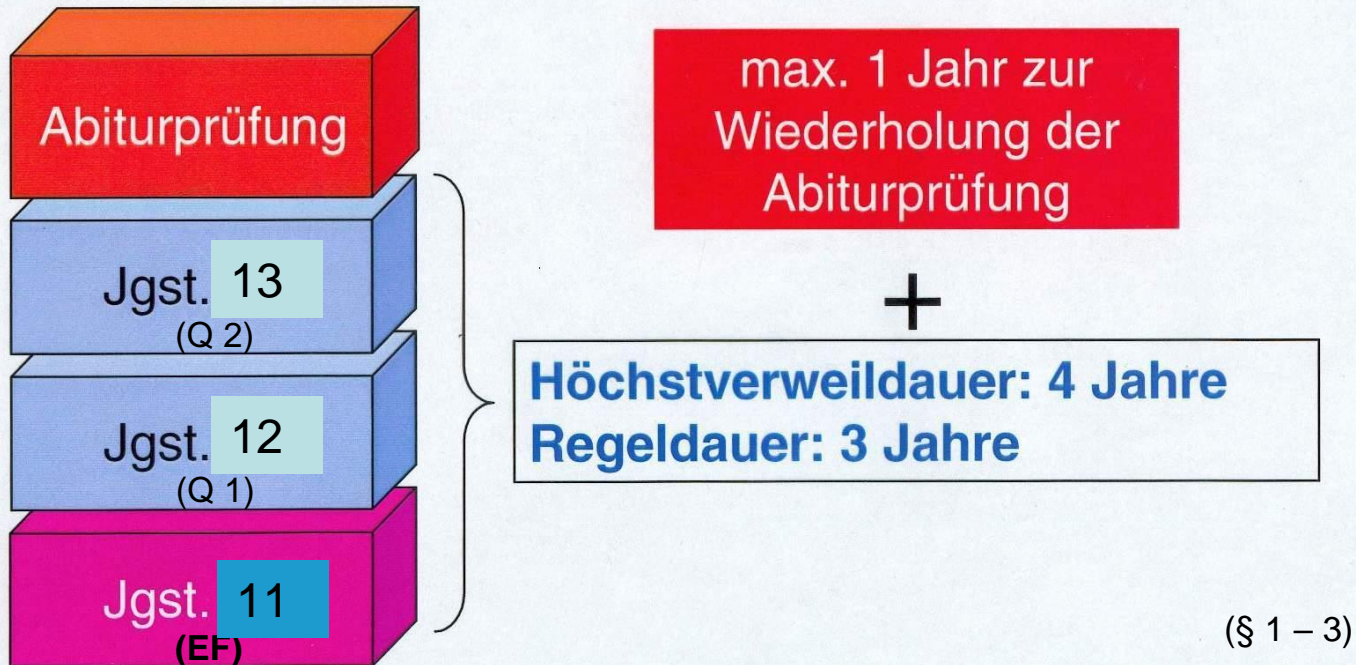 Abiturprüfung
Jgst. 13
(Q 2)
Jgst. 12
(Q 1)
Jgst. 11
(EF)
max. 1 Jahr zur
Wiederholung der
Abiturprüfung
+
Höchstverweildauer: 4 Jahre
Regeldauer: 3 Jahre
(§ 1 – 3)